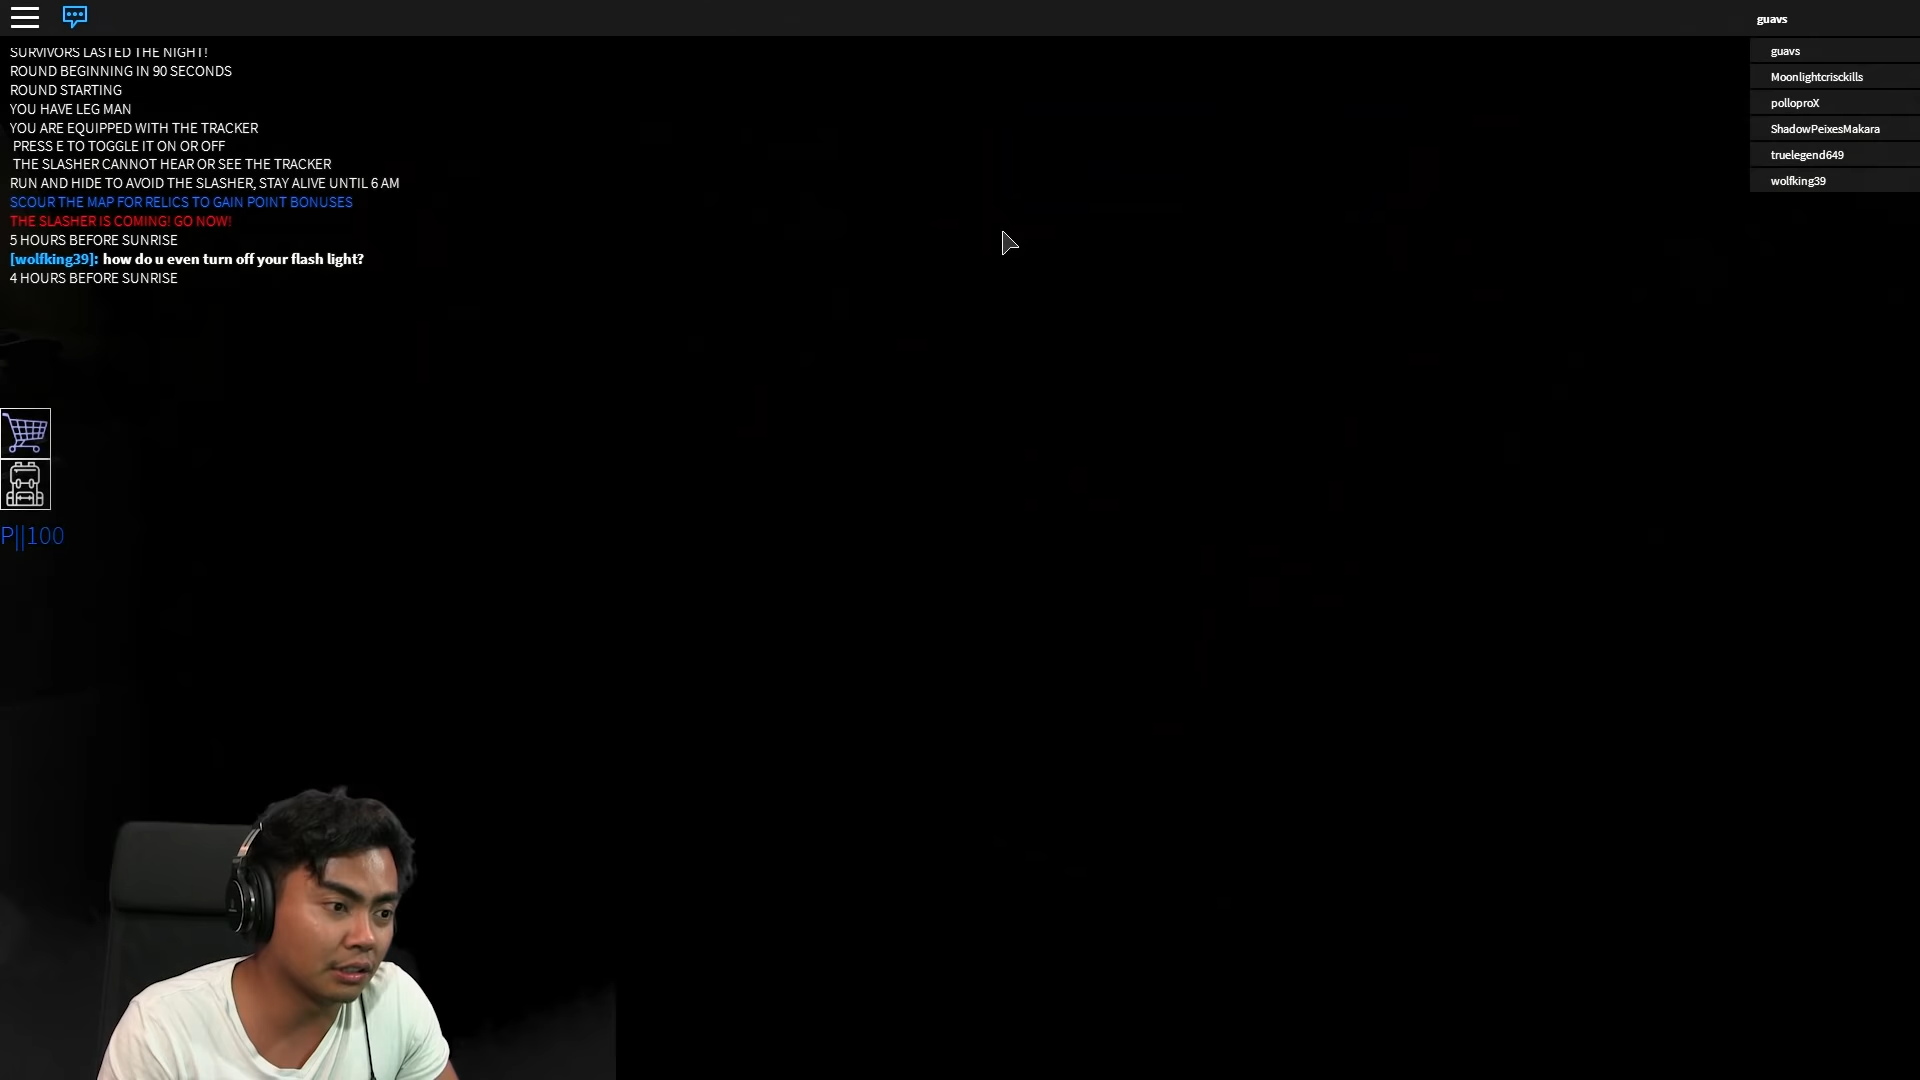 guavs
SURVIVORS LASTED THE NIGHT!
ROUND BEGINNING IN 90 SECONDS
ROUND STARTING
YOU HAVE LEG MAN
YOU ARE EQUIPPED WITH THE TRACKER
PRESS E TO TOGGLE IT ON OR OFF
THE SLASHER CANNOT HEAR OR SEE THE TRACKER
RUN AND HIDE TO AVOID THE SLASHER, STAY ALIVE UNTIL 6 AM
SCOUR THE MAP FOR RELICS TO GAIN POINT BONUSES
THE SLASHER IS COMING! GO NOW!
5 HOURS BEFORE SUNRISE
[wolfking39]: how do u even turn off your flash light?
4 HOURS BEFORE SUNRISE
guavs
Moonlightcrisckills
polloproX
ShadowPeixesMakara
truelegend649
wolfking39
P||100